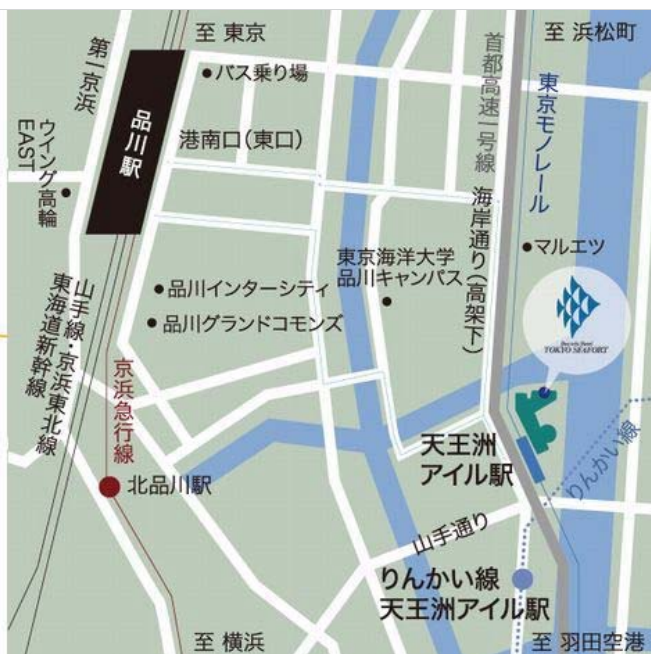 至 東京
至 浜松町
第一京浜
バス乗り場
首都高速一号線
東京モノレール
品川駅
港南口(東口)
ウイング高輪
EAST
海岸通り(高架下)
マルエツ
東京海洋大学
品川キャンパス
品川インターシティ
品川グランドコモンズ
TOKYO SEAFORT
山手線・京浜東北線
東海道新幹線
京浜急行線
天王洲
アイル駅
りんかい線
北品川駅
山手通り
りんかい線
天王洲アイル駅
至 横浜
至 羽田空港